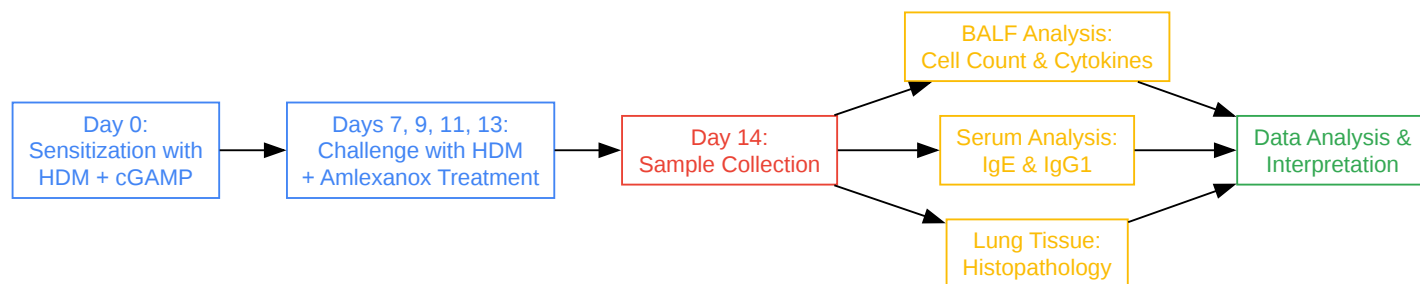 Day 0:
Sensitization with
HDM + cGAMP
Days 7, 9, 11, 13:
Challenge with HDM
+ Amlexanox Treatment
Day 14:
Sample Collection
BALF Analysis:
Cell Count & Cytokines
Serum Analysis:
IgE & IgG1
Lung Tissue:
Histopathology
Data Analysis &
Interpretation